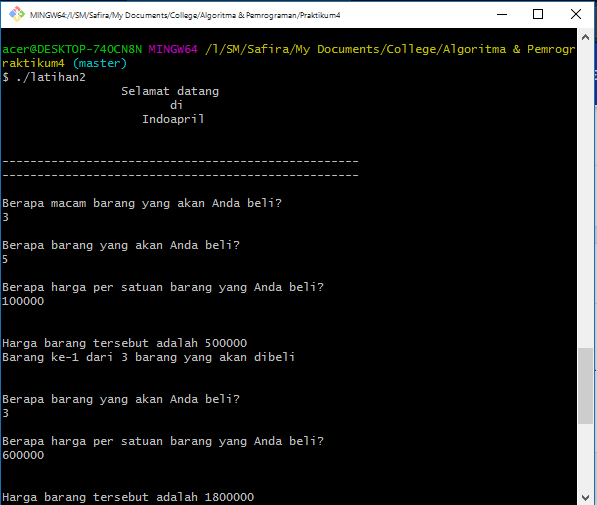 MINGW64:/l/SM/Safira/My Documents/College/Algoritma & Pemrograman/Praktikum4
acer@DESKTOP-74OCN8N MINGW64 /l/SM/Safira/My Documents/College/Algoritma & Pemrogr
raktikum4 (master)
$ ./latihan2
Selamat datang
di
Indoapril
---------------------------------------------------
---------------------------------------------------
Berapa macam barang yang akan Anda beli?
3
Berapa barang yang akan Anda beli?
5
Berapa harga per satuan barang yang Anda beli?
100000
Harga barang tersebut adalah 500000
Barang ke-1 dari 3 barang yang akan dibeli
Berapa barang yang akan Anda beli?
3
Berapa harga per satuan barang yang Anda beli?
600000
Harga barang tersebut adalah 1800000